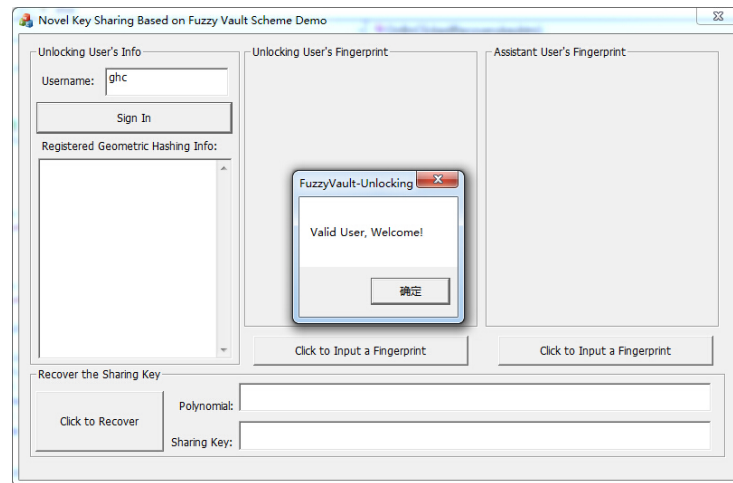 Novel Key Sharing Based on Fuzzy Vault Scheme Demo
Unlocking User's Info
Unlocking User's Fingerprint
Assistant User's Fingerprint
Username: ghc
Sign In
Registered Geometric Hashing Info:
FuzzyVault-Unlocking
Valid User, Welcome!
确定
Click to Input a Fingerprint
Click to Input a Fingerprint
Recover the Sharing Key
Click to Recover
Polynomial:
Sharing Key: